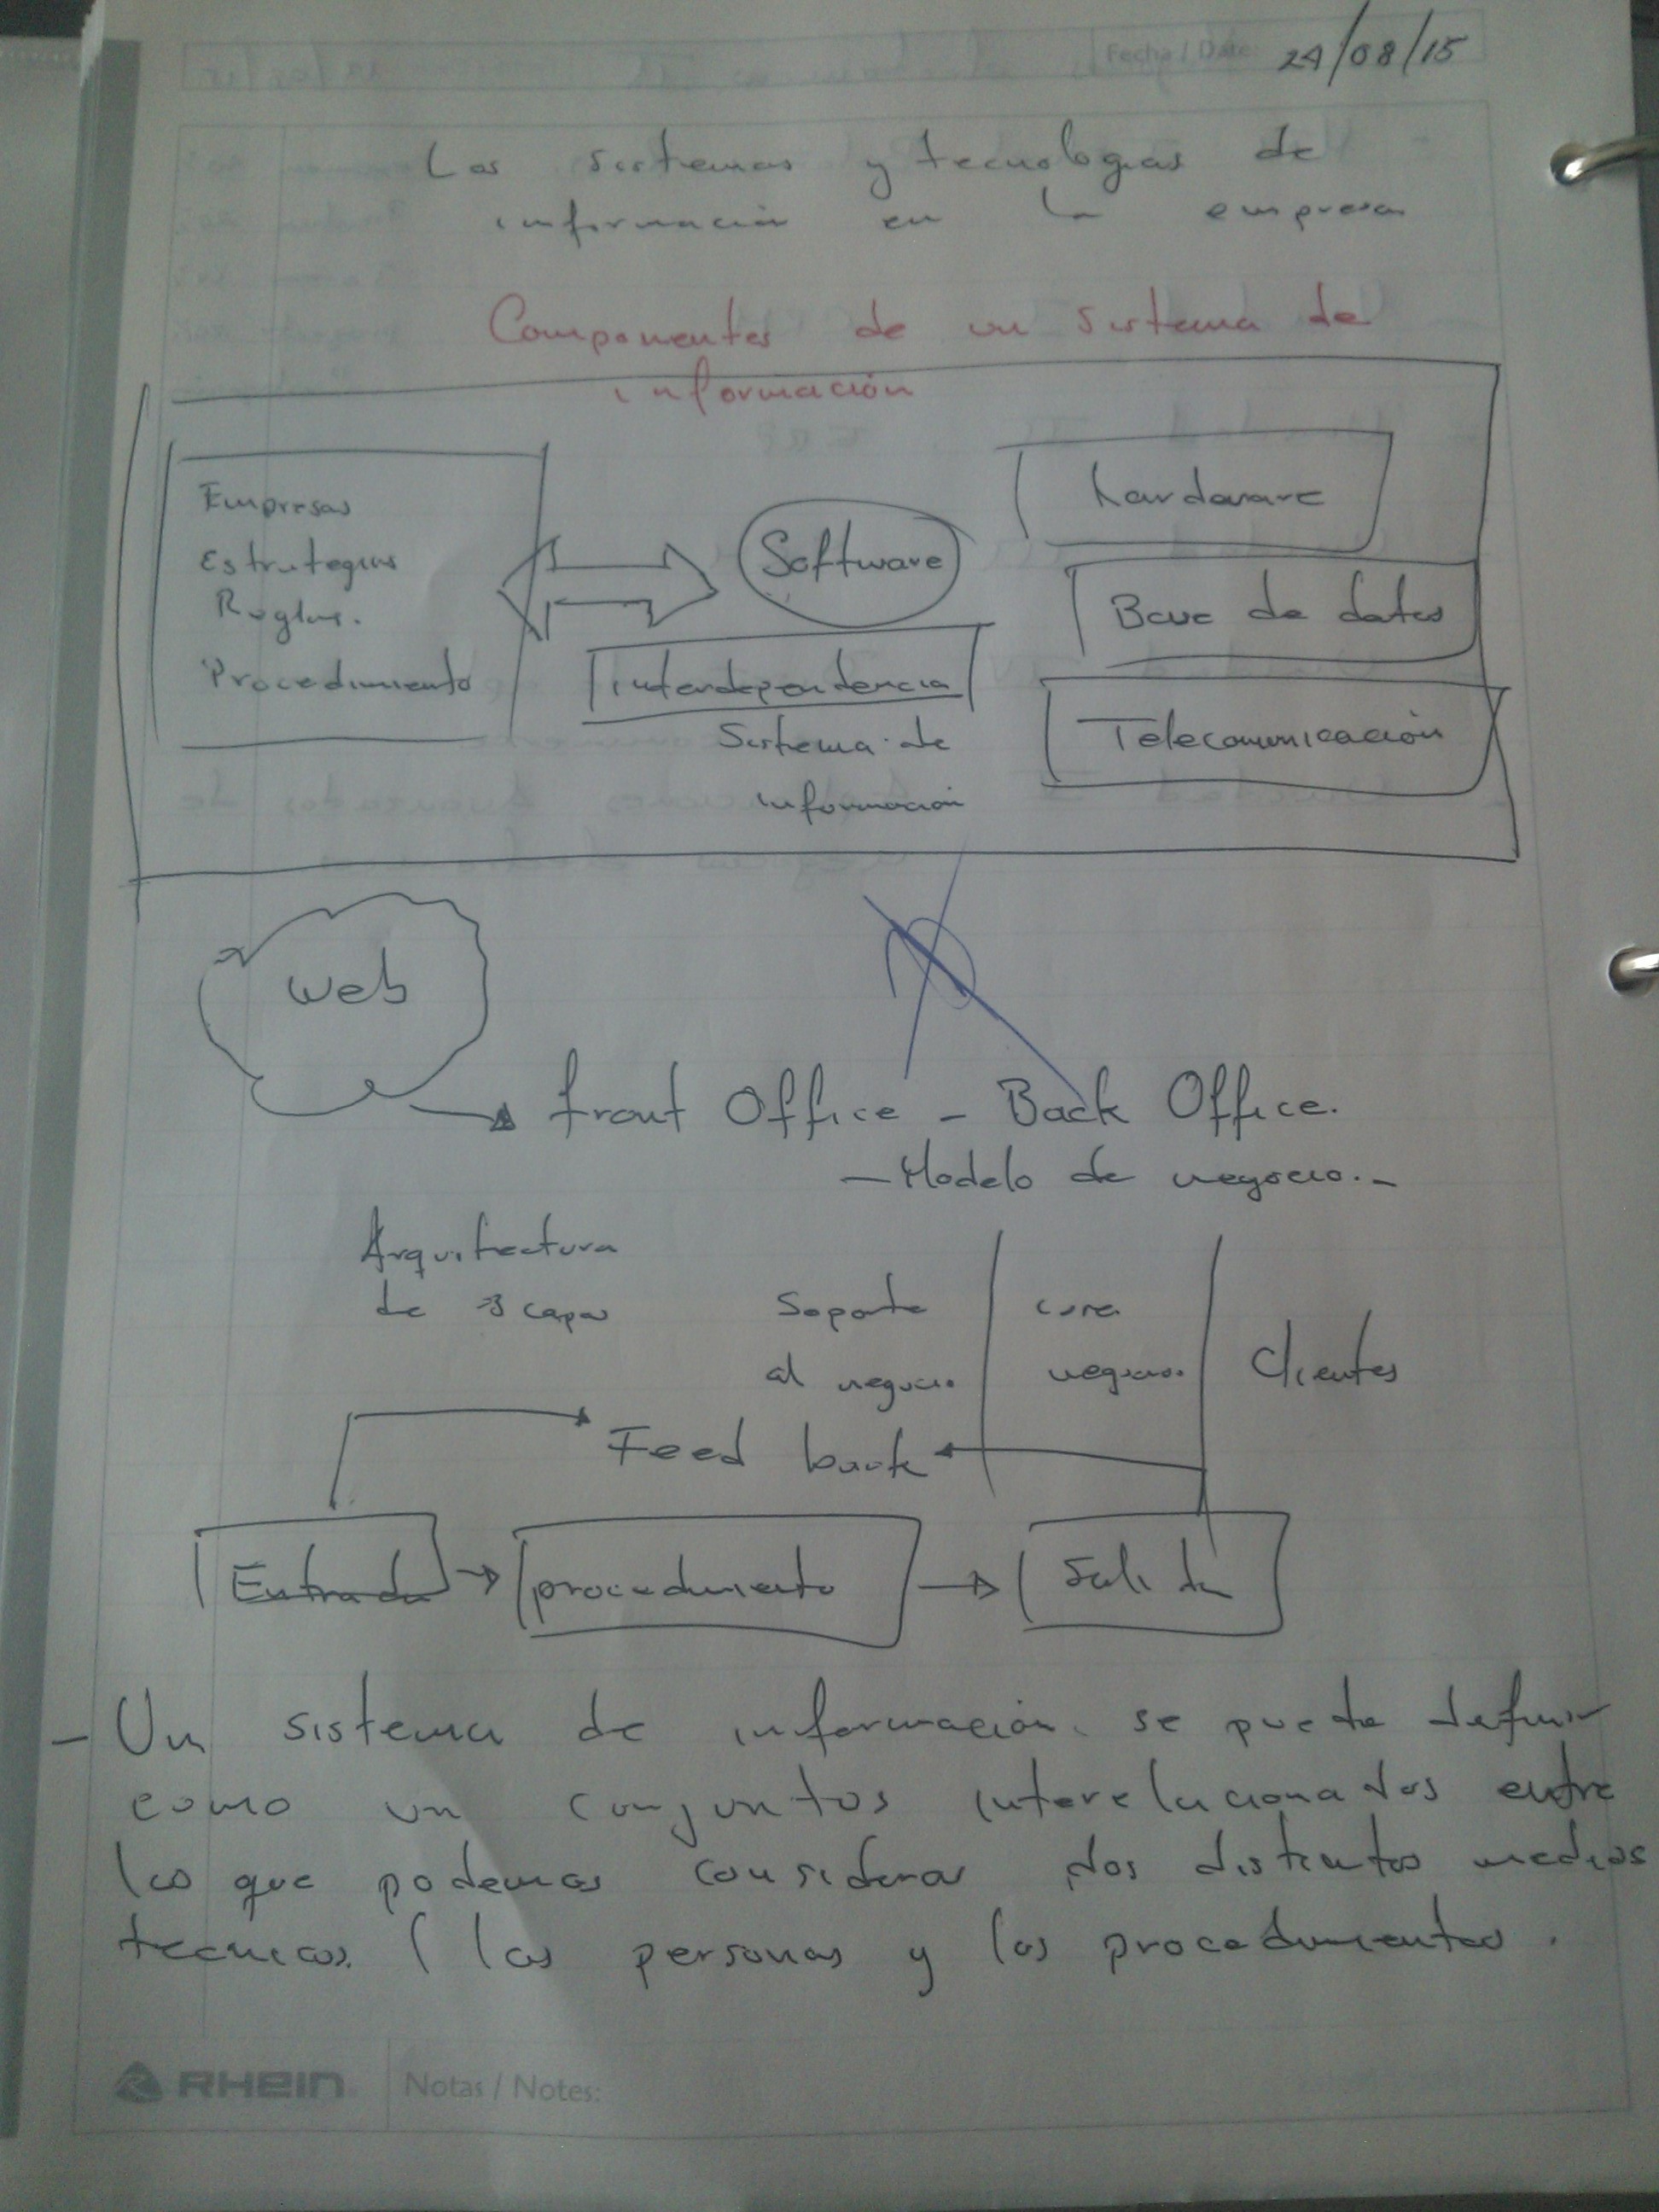 Fecha / Date: 24/08/15
Los sistemas y tecnologias de
información en la empresa
Componentes de un sistema de
información
Empresas
Estrategias
Reglas.
Procedimiento
Software
interdependencia
Sistema de
información
hardaware
Base de datos
Telecomunicación
Web
front Office - Back Office.
- Modelo de negocio. -
Arquitectura
de 3 capas
Soporte
al negocio.
core
negocio.
Clientes
Feed back
Entrada
procedimiento
Salida
- Un sistema de información se puede definir
como un conjuntos interelacionados entre
los que podemos considerar los distintos medios
tecnicos. ( las personas y los procedimientos.
RHEIN
Notas / Notes: